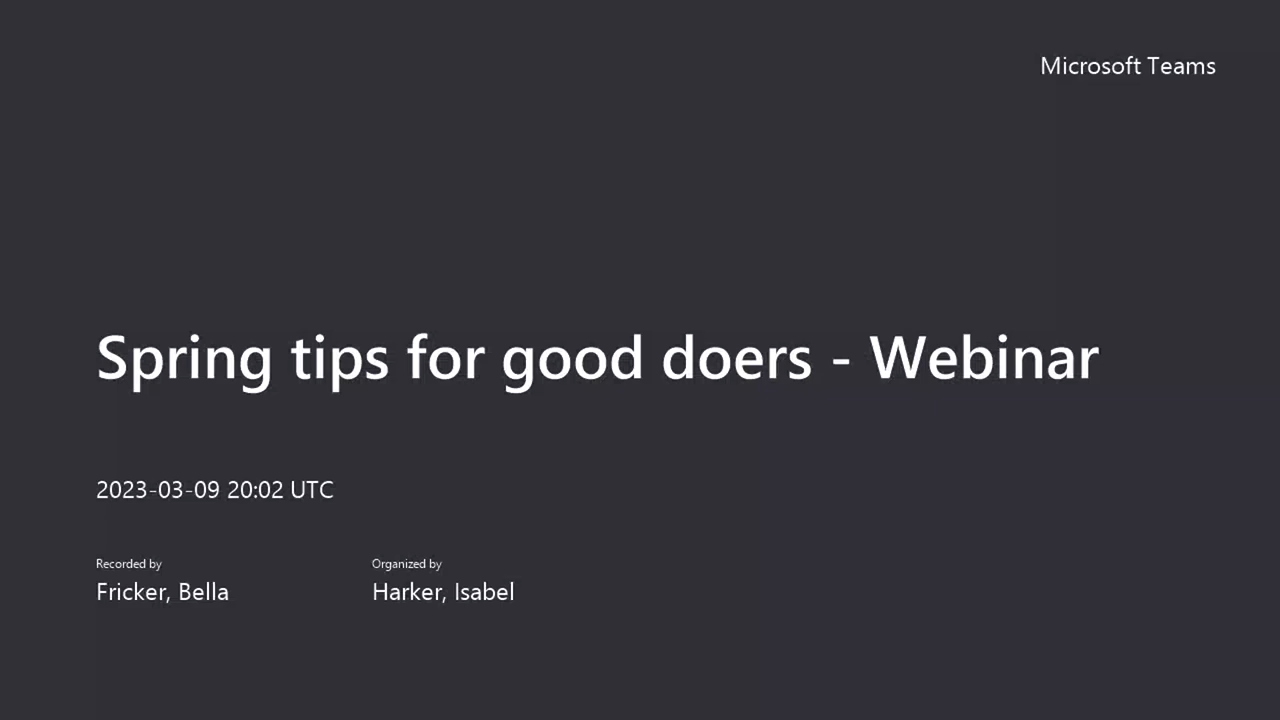 Microsoft Teams
Spring tips for good doers - Webinar
2023-03-09 20:02 UTC
Recorded by
Fricker, Bella
Organized by
Harker, Isabel